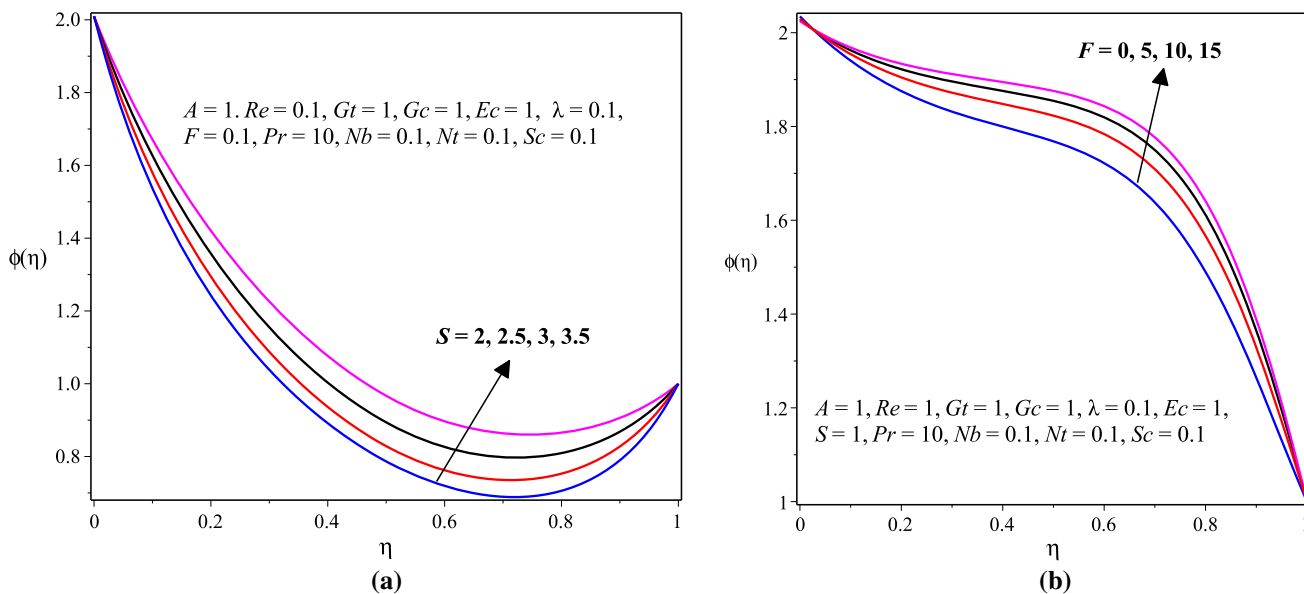 2.0
1.8
1.6
1.4
1.2
1.0
0.8
ϕ(η)
A = 1. Re = 0.1, Gt = 1, Gc = 1, Ec = 1, λ = 0.1,
F = 0.1, Pr = 10, Nb = 0.1, Nt = 0.1, Sc = 0.1
S = 2, 2.5, 3, 3.5
0 0.2 0.4 0.6 0.8 1
η
(a)
2
1.8
1.6
1.4
1.2
1
ϕ(η)
F = 0, 5, 10, 15
A = 1, Re = 1, Gt = 1, Gc = 1, λ = 0.1, Ec = 1,
S = 1, Pr = 10, Nb = 0.1, Nt = 0.1, Sc = 0.1
0 0.2 0.4 0.6 0.8
η
(b)